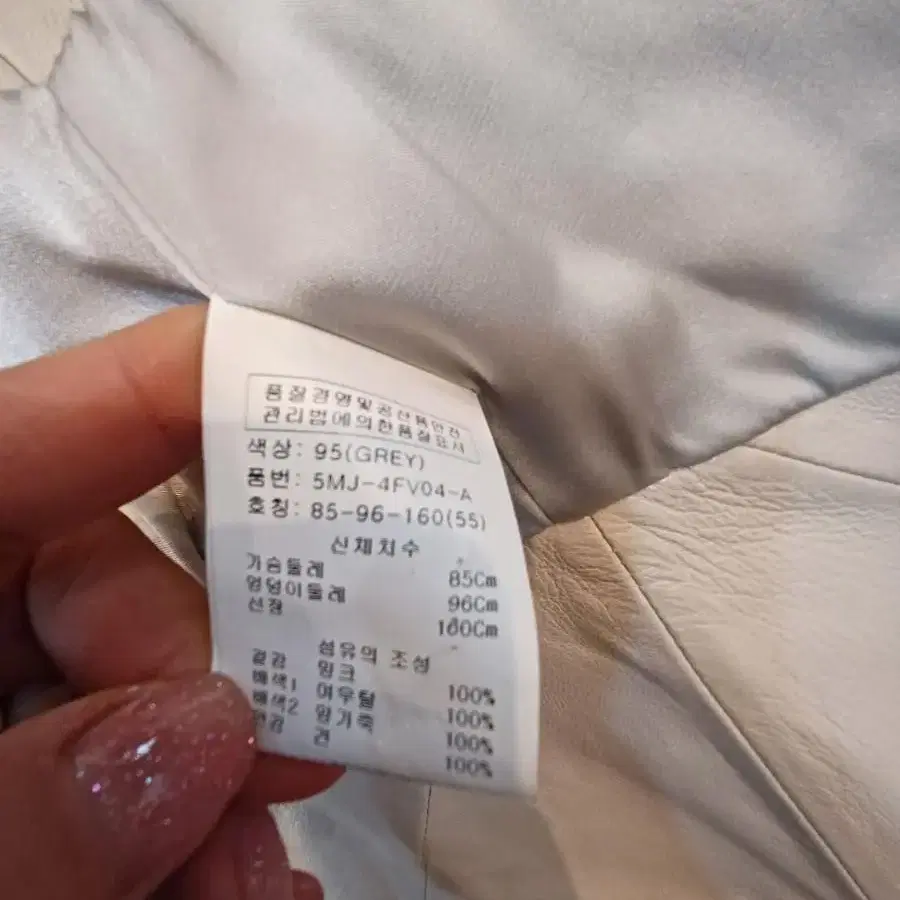 품질경영및공산품안전
관리법에의한품질표시
색상: 95(GREY)
품번: 5MJ-4FV04-A
호칭: 85-96-160(55)
신체치수
가슴둘레 85Cm
엉덩이둘레 96Cm
신장 160Cm
섬유의 조성
겉감 밍크 100%
배색1 여우털 100%
배색2 양가죽 100%
안감 견 100%